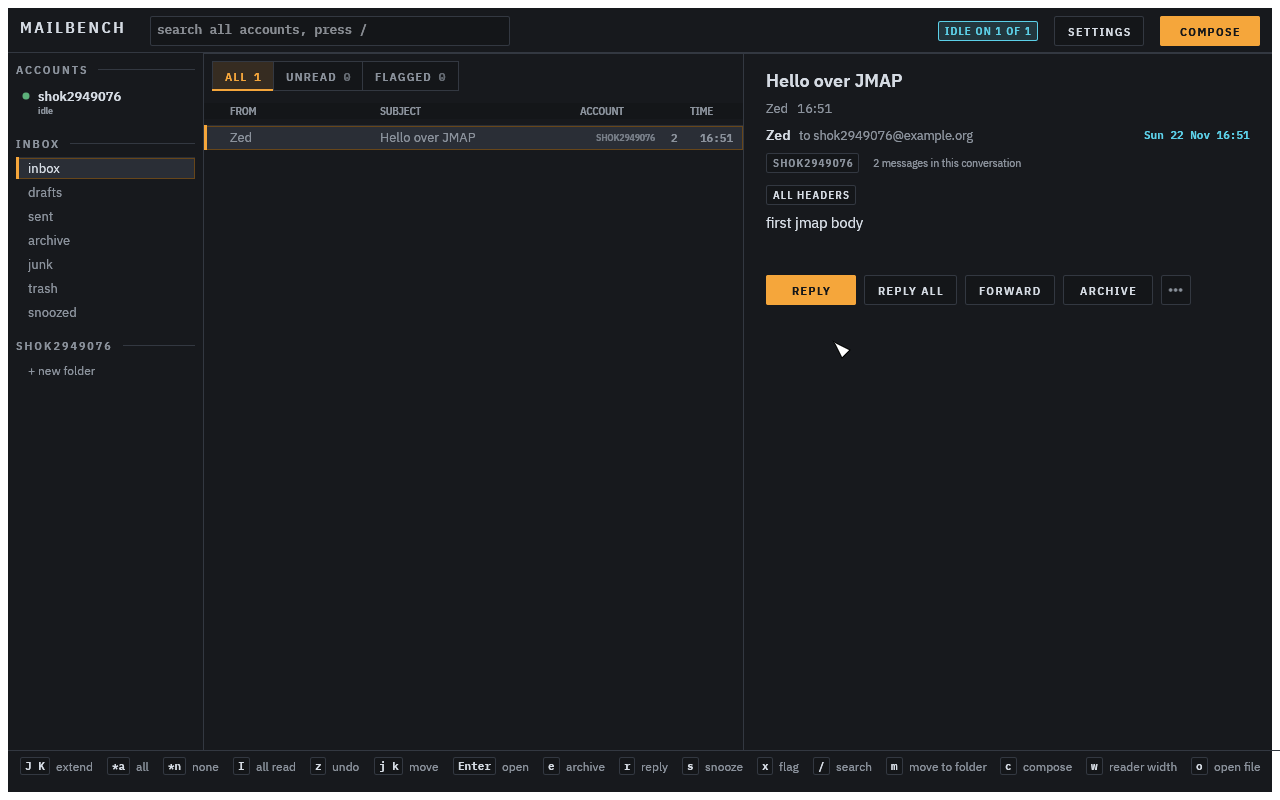 MAILBENCH search all accounts, press / IDLE ON 1 OF 1 SETTINGS COMPOSE
ACCOUNTS
shok2949076
idle
INBOX
inbox
drafts
sent
archive
junk
trash
snoozed
SHOK2949076
+ new folder
ALL 1 UNREAD 0 FLAGGED 0
FROM SUBJECT ACCOUNT TIME
Zed Hello over JMAP SHOK2949076 2 16:51
Hello over JMAP
Zed 16:51
Zed to shok2949076@example.org Sun 22 Nov 16:51
SHOK2949076 2 messages in this conversation
ALL HEADERS
first jmap body
REPLY REPLY ALL FORWARD ARCHIVE •••
J K extend *a all *n none I all read z undo j k move Enter open e archive r reply s snooze x flag / search m move to folder c compose w reader width o open file